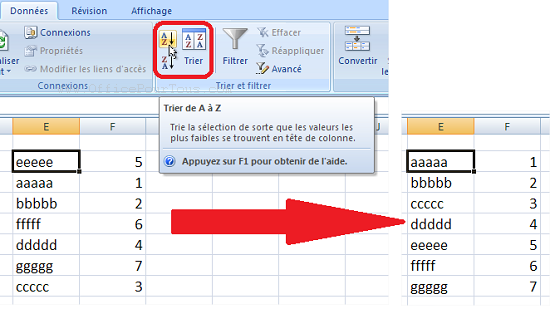 Données Révision Affichage
Connexions
Propriétés
Modifier les liens d'accès
Connexions
A Z
Z A
A Z Z A
Trier
Filtrer
Effacer
Réappliquer
Avancé
Trier et filtrer
Convertir
Trier de A à Z
Trie la sélection de sorte que les valeurs les
plus faibles se trouvent en tête de colonne.
Appuyez sur F1 pour obtenir de l'aide.
E F J
eeeee 5
aaaaa 1
bbbbb 2
fffff 6
ddddd 4
ggggg 7
ccccc 3
E F
aaaaa 1
bbbbb 2
ccccc 3
ddddd 4
eeeee 5
fffff 6
ggggg 7